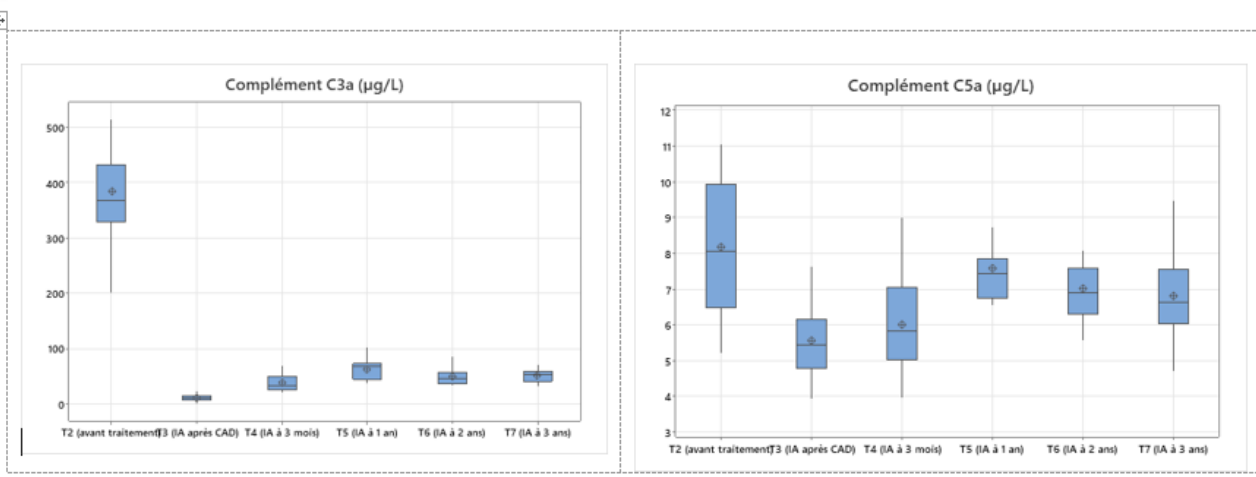 Complément C3a (µg/L)
500
400
300
200
100
0
T2 (avant traitement)
T3 (IA après CAD)
T4 (IA à 3 mois)
T5 (IA à 1 an)
T6 (IA à 2 ans)
T7 (IA à 3 ans)
Complément C5a (µg/L)
12
11
10
9
8
7
6
5
4
3
T2 (avant traitement)
T3 (IA après CAD)
T4 (IA à 3 mois)
T5 (IA à 1 an)
T6 (IA à 2 ans)
T7 (IA à 3 ans)